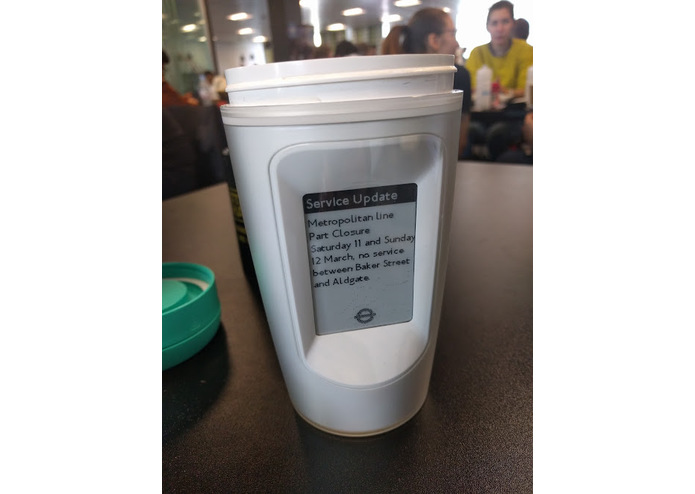 Service Update
Metropolitan line
Part Closure
Saturday 11 and Sunday
12 March, no service
between Baker Street
and Aldgate